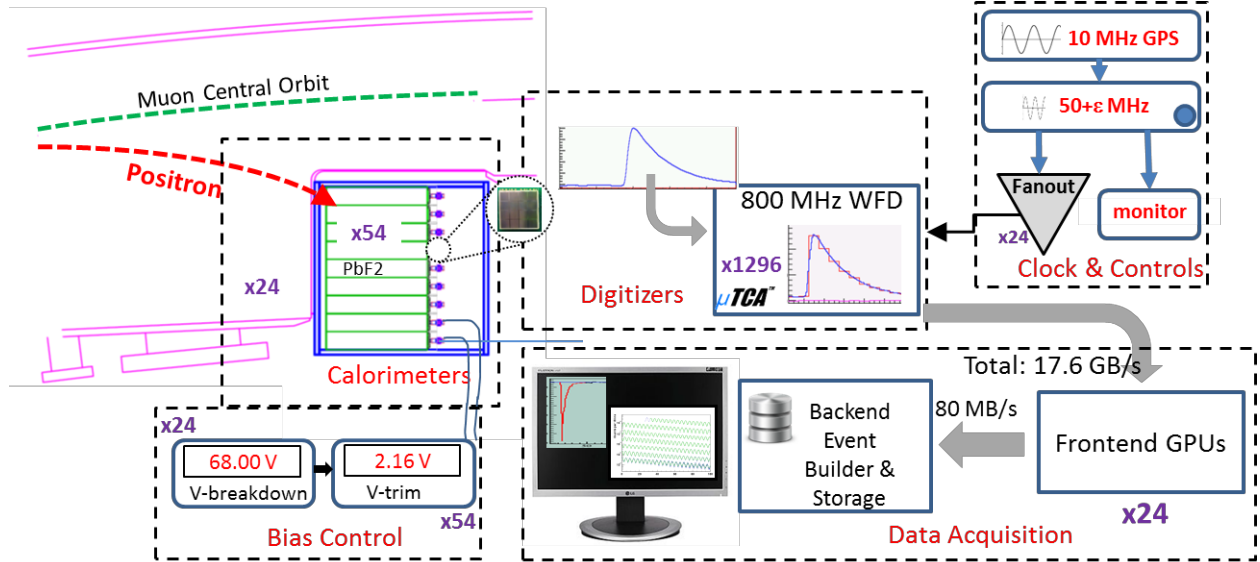 Muon Central Orbit
Positron
x54
PbF2
x24
Calorimeters
800 MHz WFD
x1296
µTCA™
Digitizers
10 MHz GPS
50+ε MHz
Fanout
x24
monitor
Clock & Controls
x24
68.00 V
V-breakdown
2.16 V
V-trim
x54
Bias Control
Total: 17.6 GB/s
80 MB/s
Backend
Event
Builder &
Storage
Frontend GPUs
x24
Data Acquisition